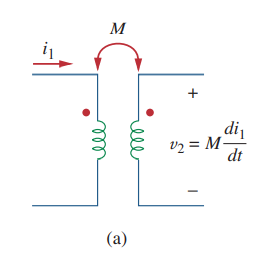 M
i₁
+
v₂ = M di₁/dt
−
(a)